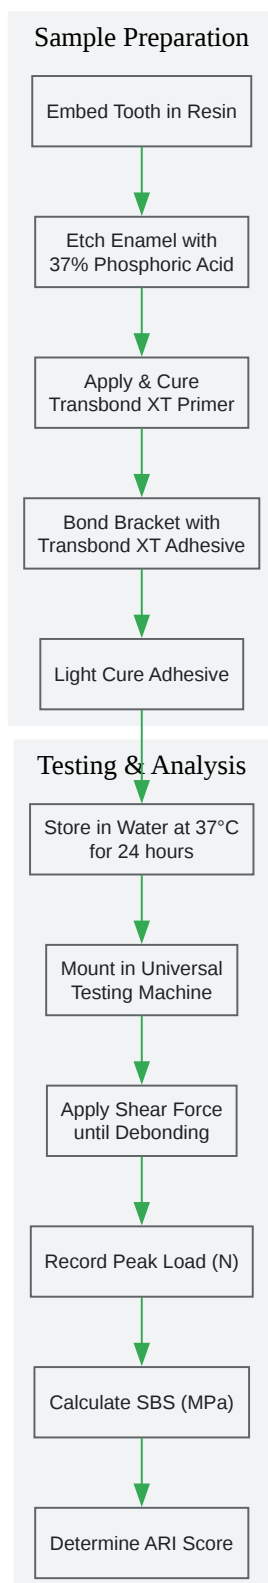 Sample Preparation
Embed Tooth in Resin
Etch Enamel with
37% Phosphoric Acid
Apply & Cure
Transbond XT Primer
Bond Bracket with
Transbond XT Adhesive
Light Cure Adhesive
Testing & Analysis
Store in Water at 37°C
for 24 hours
Mount in Universal
Testing Machine
Apply Shear Force
until Debonding
Record Peak Load (N)
Calculate SBS (MPa)
Determine ARI Score